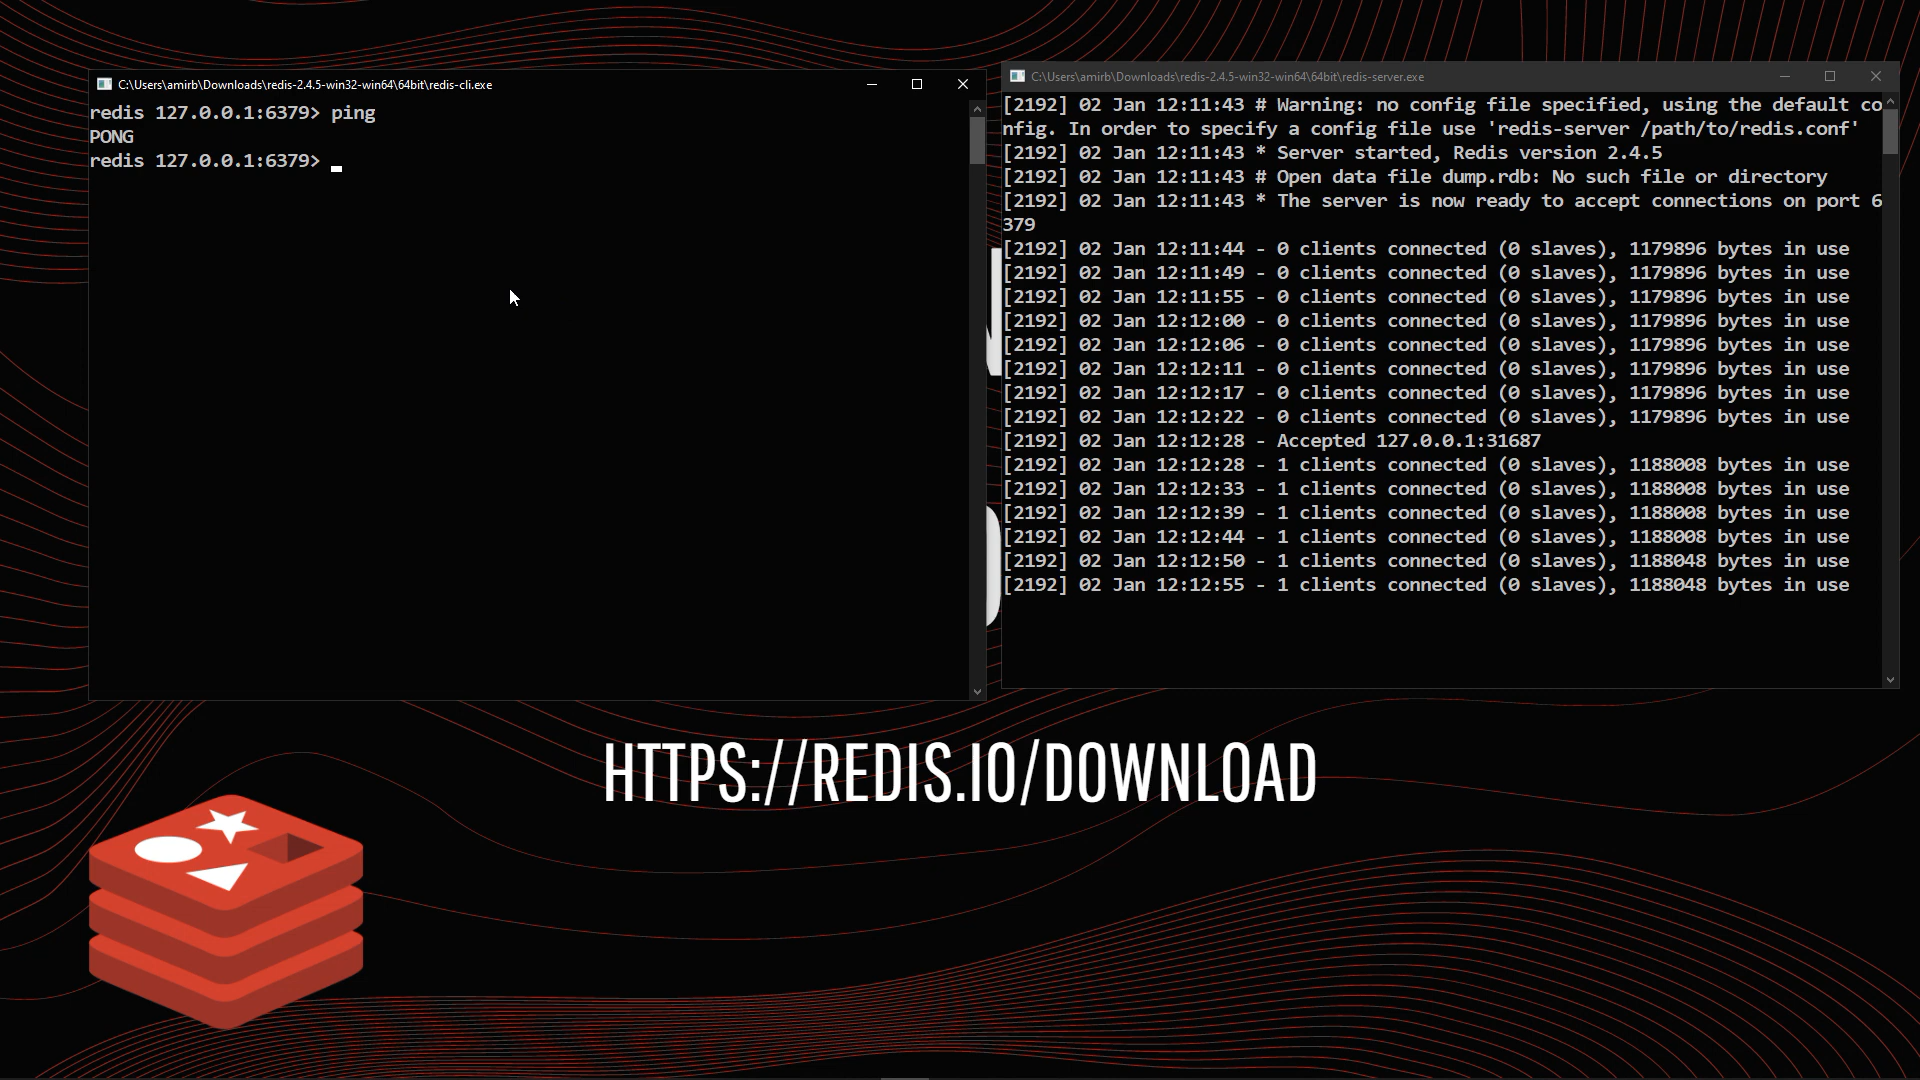 C:\Users\amirb\Downloads\redis-2.4.5-win32-win64\64bit\redis-cli.exe
redis 127.0.0.1:6379> ping
PONG
redis 127.0.0.1:6379>
C:\Users\amirb\Downloads\redis-2.4.5-win32-win64\64bit\redis-server.exe
[2192] 02 Jan 12:11:43 # Warning: no config file specified, using the default co
nfig. In order to specify a config file use 'redis-server /path/to/redis.conf'
[2192] 02 Jan 12:11:43 * Server started, Redis version 2.4.5
[2192] 02 Jan 12:11:43 # Open data file dump.rdb: No such file or directory
[2192] 02 Jan 12:11:43 * The server is now ready to accept connections on port 6
379
[2192] 02 Jan 12:11:44 - 0 clients connected (0 slaves), 1179896 bytes in use
[2192] 02 Jan 12:11:49 - 0 clients connected (0 slaves), 1179896 bytes in use
[2192] 02 Jan 12:11:55 - 0 clients connected (0 slaves), 1179896 bytes in use
[2192] 02 Jan 12:12:00 - 0 clients connected (0 slaves), 1179896 bytes in use
[2192] 02 Jan 12:12:06 - 0 clients connected (0 slaves), 1179896 bytes in use
[2192] 02 Jan 12:12:11 - 0 clients connected (0 slaves), 1179896 bytes in use
[2192] 02 Jan 12:12:17 - 0 clients connected (0 slaves), 1179896 bytes in use
[2192] 02 Jan 12:12:22 - 0 clients connected (0 slaves), 1179896 bytes in use
[2192] 02 Jan 12:12:28 - Accepted 127.0.0.1:31687
[2192] 02 Jan 12:12:28 - 1 clients connected (0 slaves), 1188008 bytes in use
[2192] 02 Jan 12:12:33 - 1 clients connected (0 slaves), 1188008 bytes in use
[2192] 02 Jan 12:12:39 - 1 clients connected (0 slaves), 1188008 bytes in use
[2192] 02 Jan 12:12:44 - 1 clients connected (0 slaves), 1188008 bytes in use
[2192] 02 Jan 12:12:50 - 1 clients connected (0 slaves), 1188048 bytes in use
[2192] 02 Jan 12:12:55 - 1 clients connected (0 slaves), 1188048 bytes in use
HTTPS://REDIS.IO/DOWNLOAD